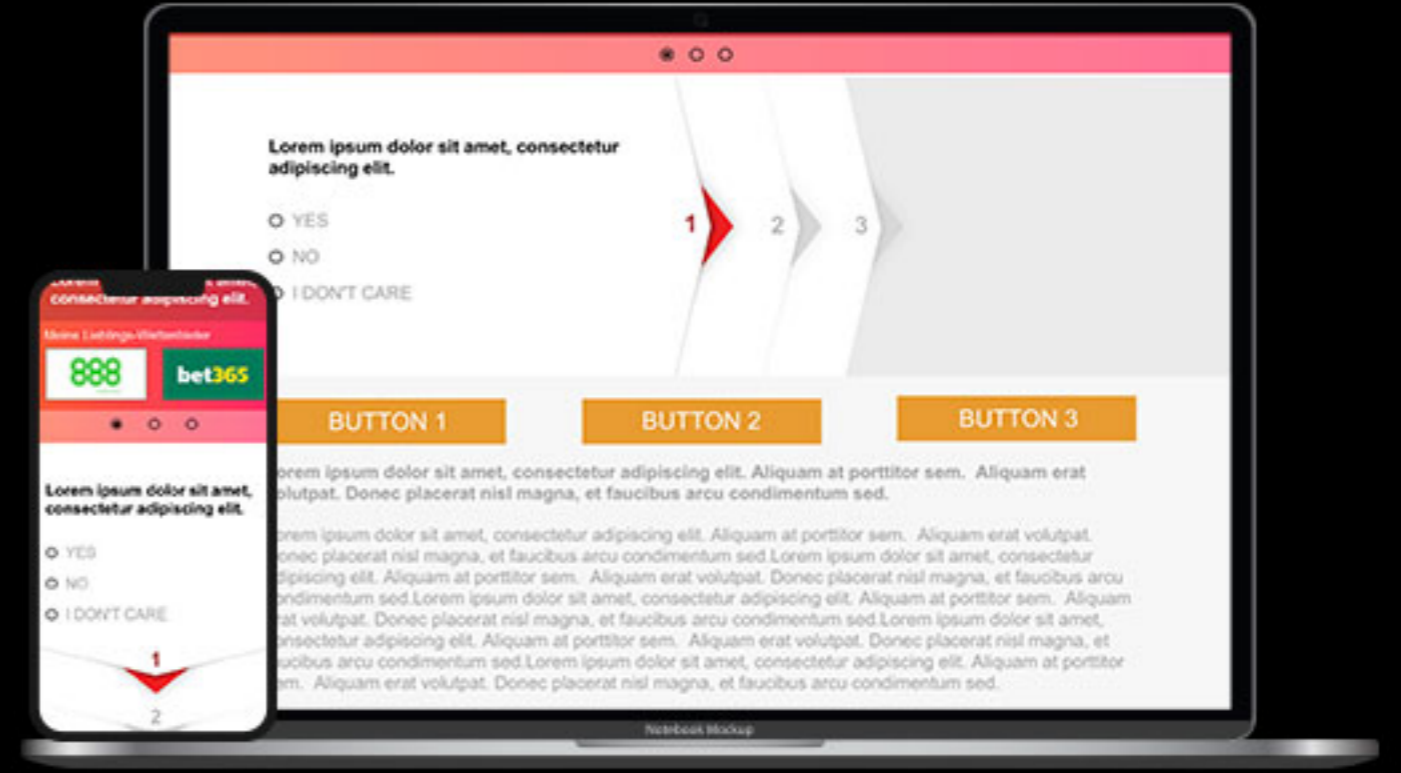 Lorem ipsum dolor sit amet, consectetur
adipiscing elit.
YES
NO
I DON'T CARE
1
2
3
BUTTON 1
BUTTON 2
BUTTON 3
orem ipsum dolor sit amet, consectetur adipiscing elit. Aliquam at porttitor sem. Aliquam erat
olutpat. Donec placerat nisl magna, et faucibus arcu condimentum sed.
orem ipsum dolor sit amet, consectetur adipiscing elit. Aliquam at porttitor sem. Aliquam erat volutpat.
onec placerat nisl magna, et faucibus arcu condimentum sed.Lorem ipsum dolor sit amet, consectetur
dipiscing elit. Aliquam at porttitor sem. Aliquam erat volutpat. Donec placerat nisl magna, et faucibus arcu
ondimentum sed.Lorem ipsum dolor sit amet, consectetur adipiscing elit. Aliquam at porttitor sem. Aliquam
rat volutpat. Donec placerat nisl magna, et faucibus arcu condimentum sed.Lorem ipsum dolor sit amet,
onsectetur adipiscing elit. Aliquam at porttitor sem. Aliquam erat volutpat. Donec placerat nisl magna, et
ucibus arcu condimentum sed.Lorem ipsum dolor sit amet, consectetur adipiscing elit. Aliquam at porttitor
em. Aliquam erat volutpat. Donec placerat nisl magna, et faucibus arcu condimentum sed.
Notebook Mockup
consectetur adipiscing elit.
Meine Lieblings-Wettanbieter
888
bet365
Lorem ipsum dolor sit amet,
consectetur adipiscing elit.
YES
NO
I DON'T CARE
1
2